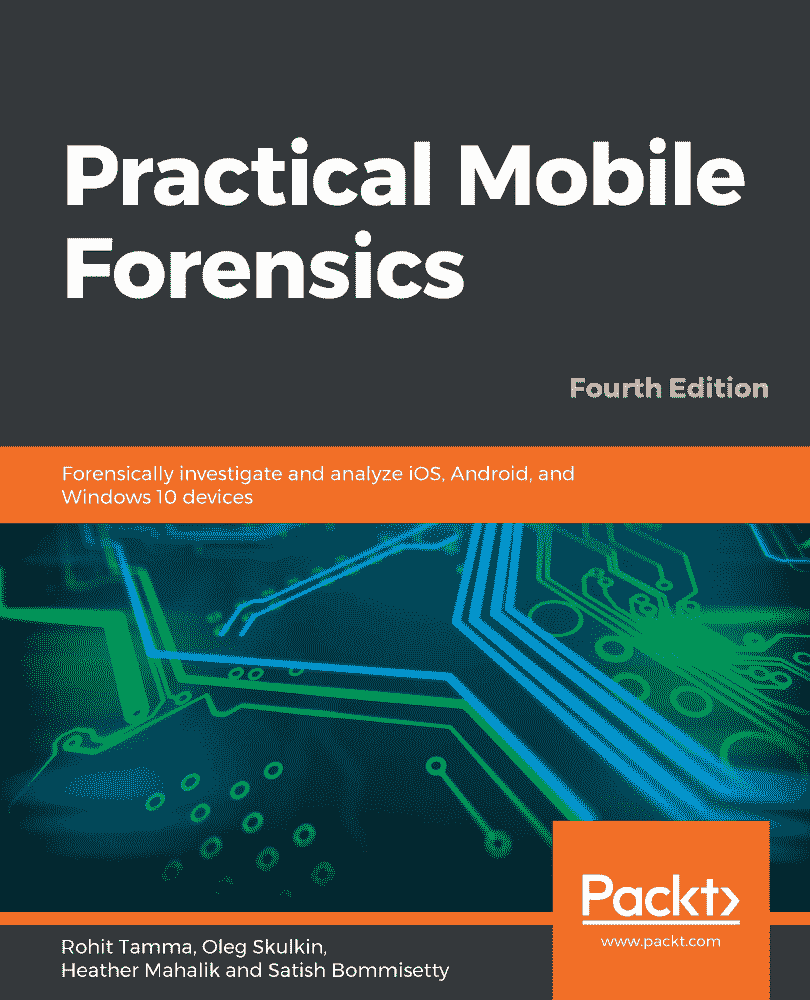 Practical Mobile
Forensics
Fourth Edition
Forensically investigate and analyze iOS, Android, and
Windows 10 devices
Packt>
www.packt.com
Rohit Tamma, Oleg Skulkin,
Heather Mahalik and Satish Bommisetty